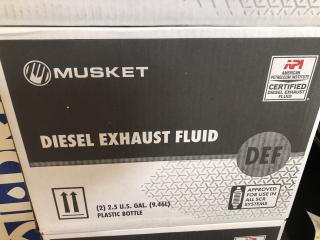 MUSKET
API
AMERICAN
PETROLEUM INSTITUTE
CERTIFIED
DIESEL EXHAUST
FLUID
DIESEL EXHAUST FLUID
DEF
(2) 2.5 U.S. GAL. (9.46L)
PLASTIC BOTTLE
APPROVED
FOR USE IN
ALL SCR
SYSTEMS